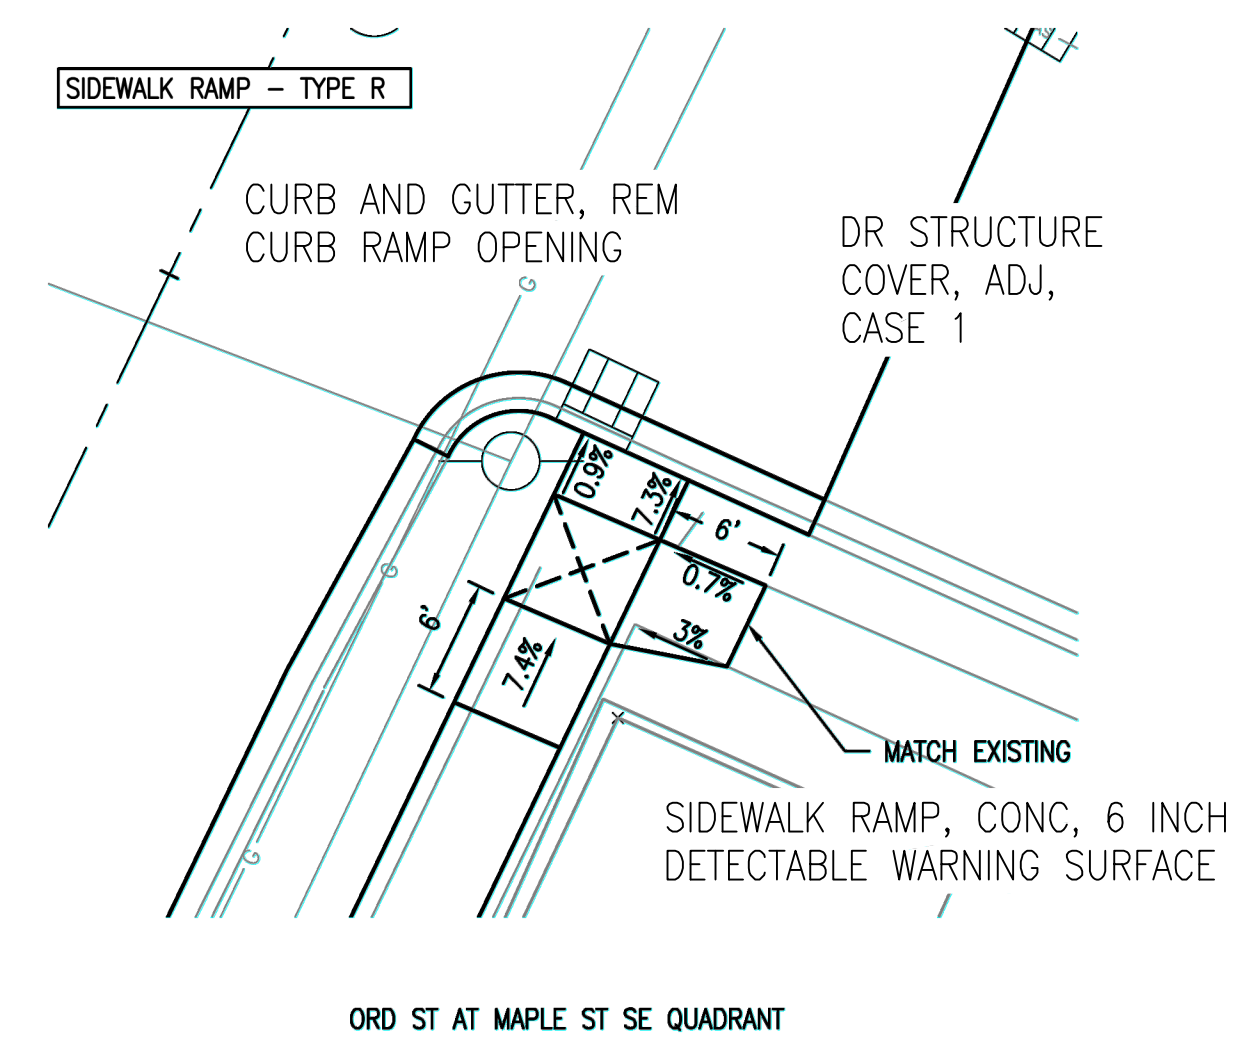 SIDEWALK RAMP - TYPE R
CURB AND GUTTER, REM
CURB RAMP OPENING
DR STRUCTURE
COVER, ADJ,
CASE 1
G
0.9%
7.3%
6'
0.7%
G
6'
3%
7.4%
MATCH EXISTING
SIDEWALK RAMP, CONC, 6 INCH
DETECTABLE WARNING SURFACE
G
ORD ST AT MAPLE ST SE QUADRANT